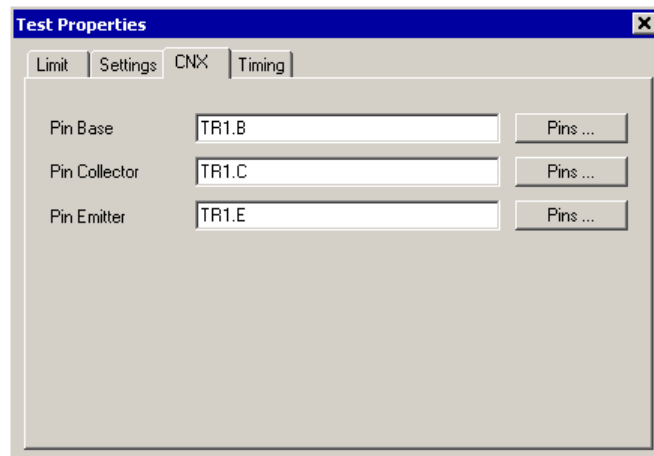 Test Properties
Limit Settings CNX Timing
Pin Base TR1.B Pins ...
Pin Collector TR1.C Pins ...
Pin Emitter TR1.E Pins ...